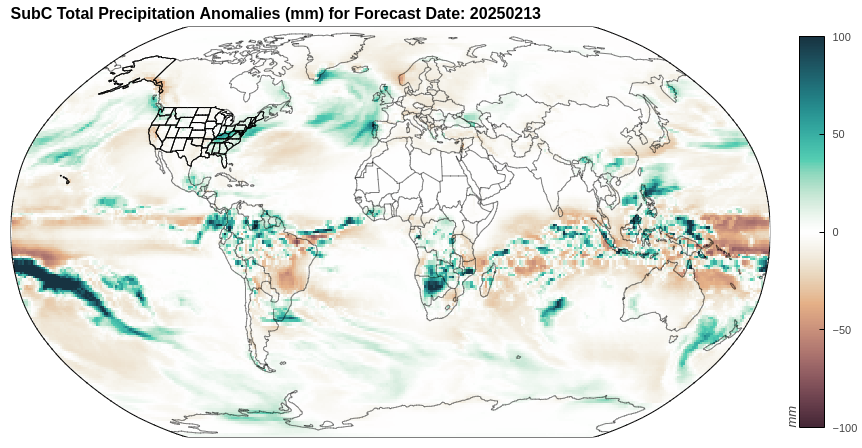 SubC Total Precipitation Anomalies (mm) for Forecast Date: 20250213
100
50
0
−50
−100
mm